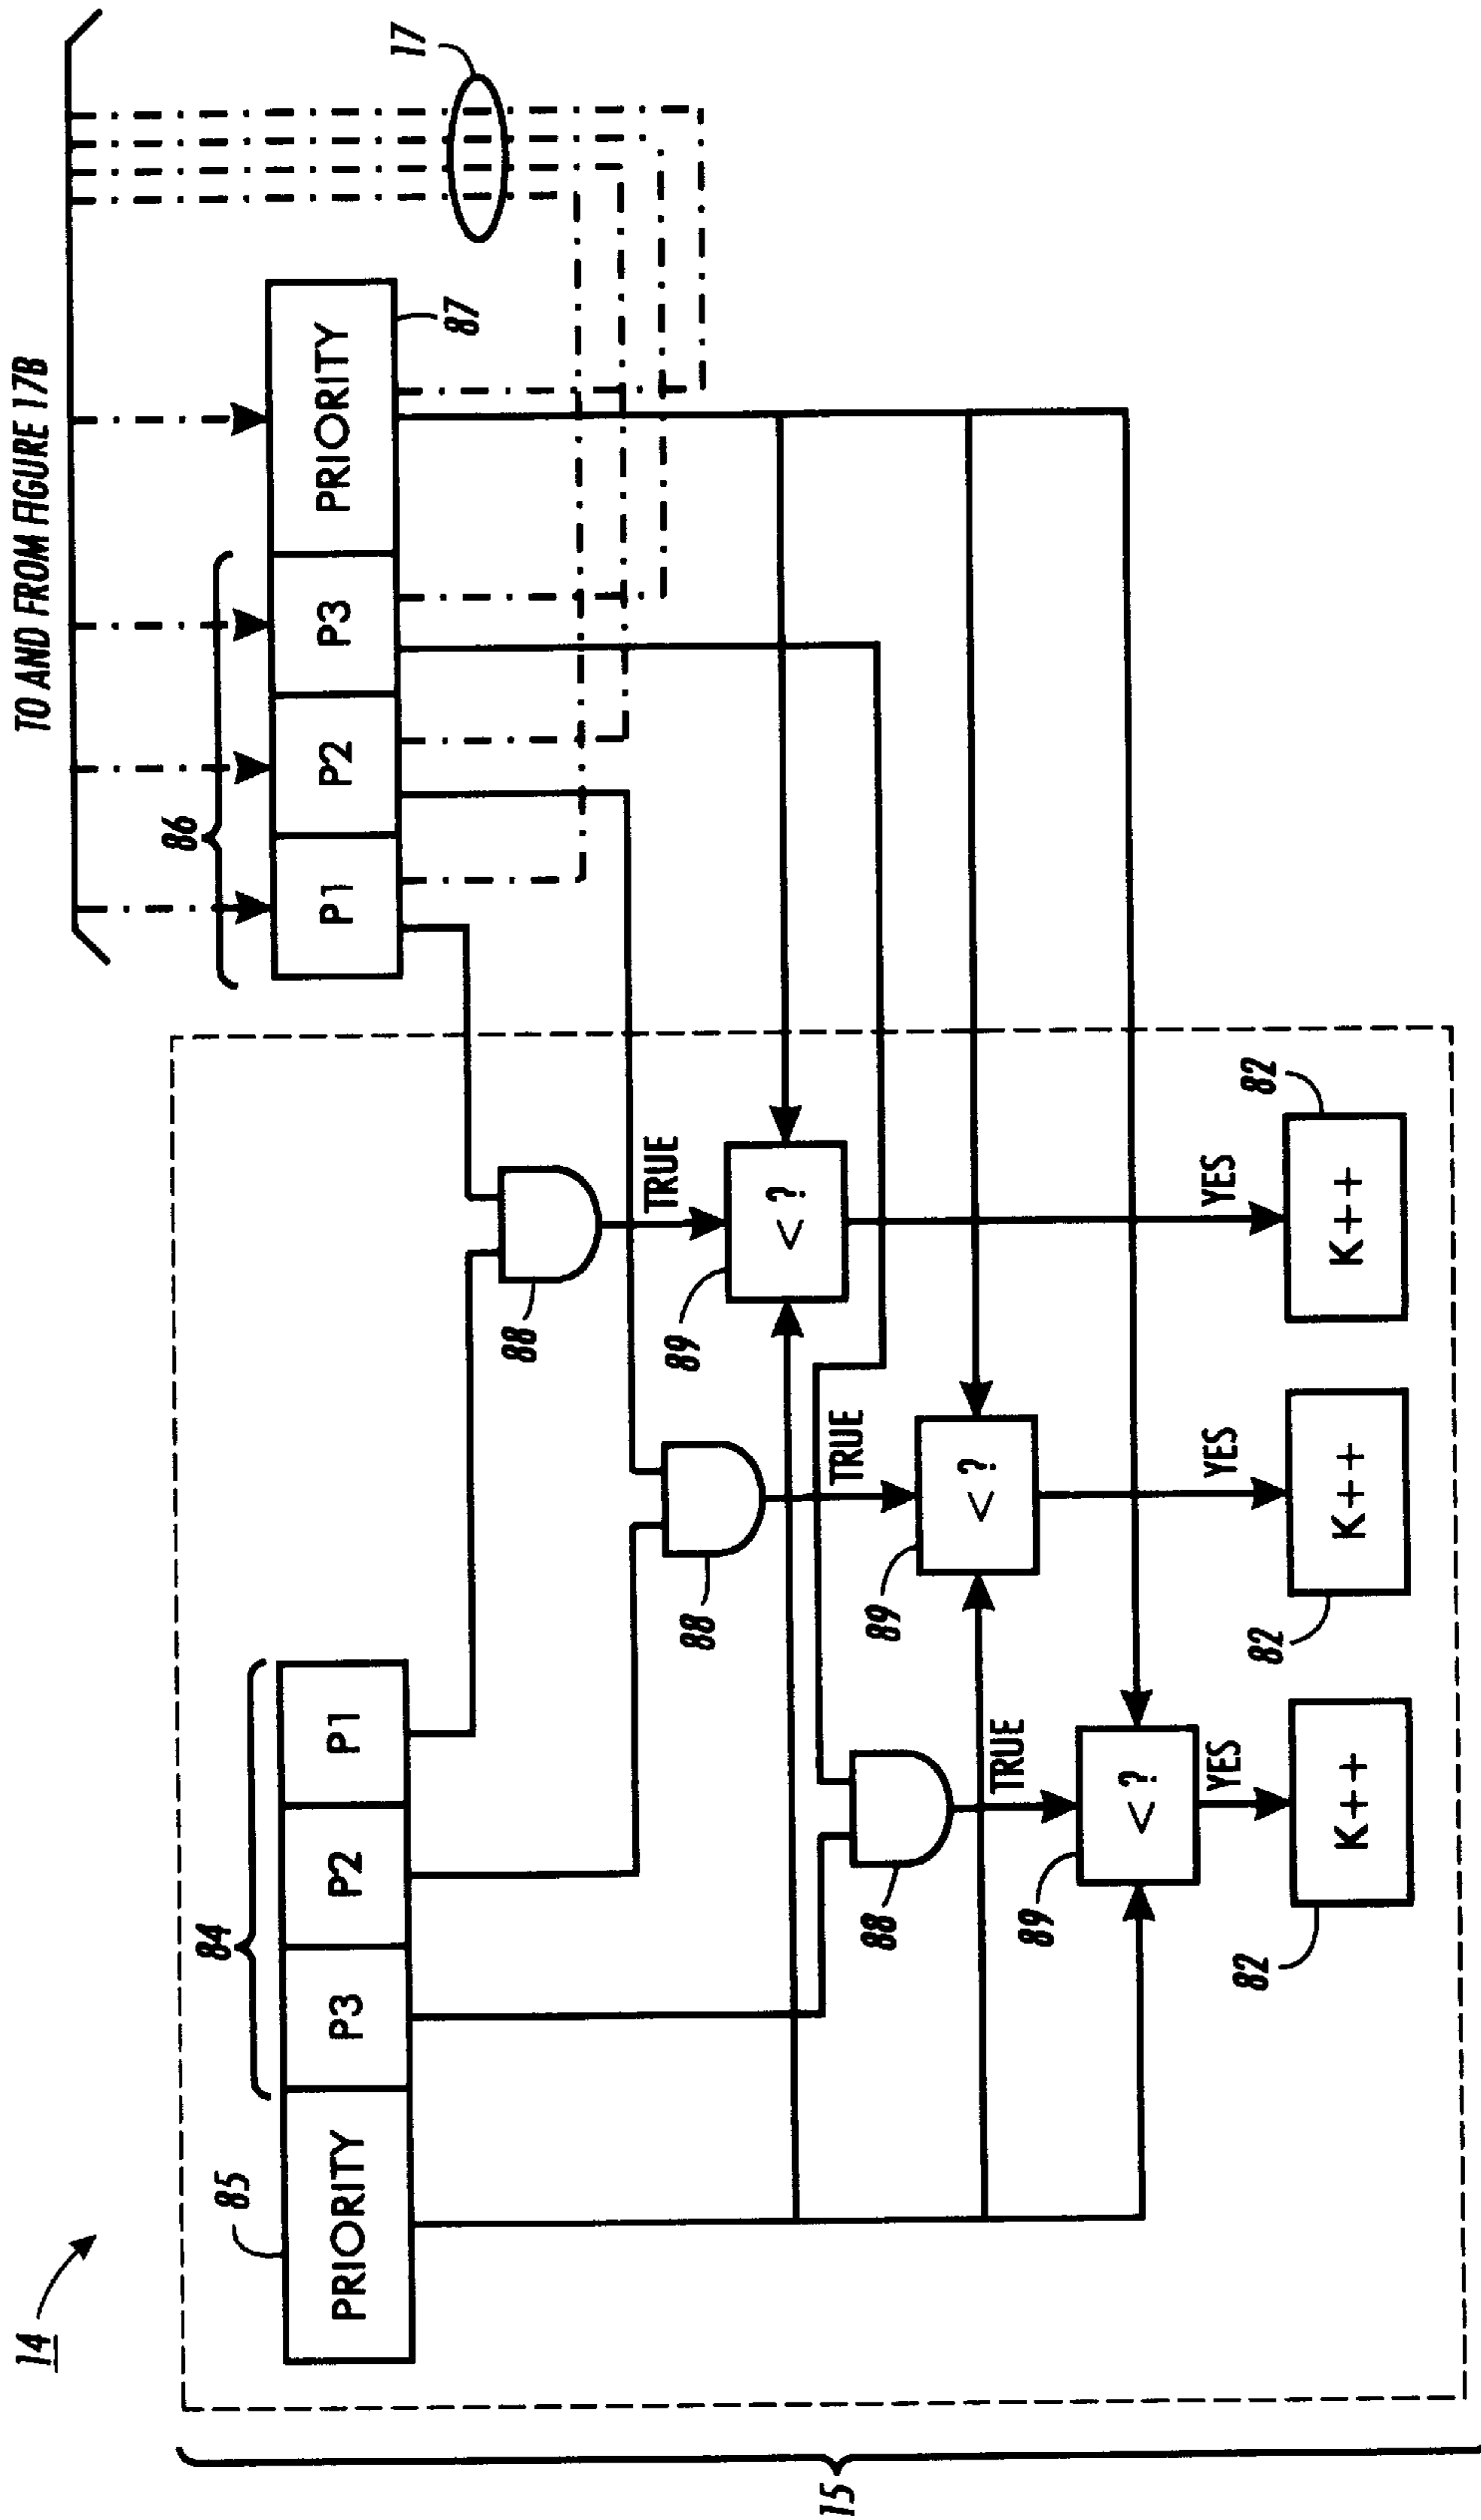 TO AND FROM FIGURE 17B
14
85
84
86
17
PRIORITY
P3
P2
P1
P1
P2
P3
PRIORITY
87
88
TRUE
89
< ?
88
TRUE
89
< ?
88
TRUE
89
< ?
YES
YES
YES
82
K++
82
K++
82
K++
15